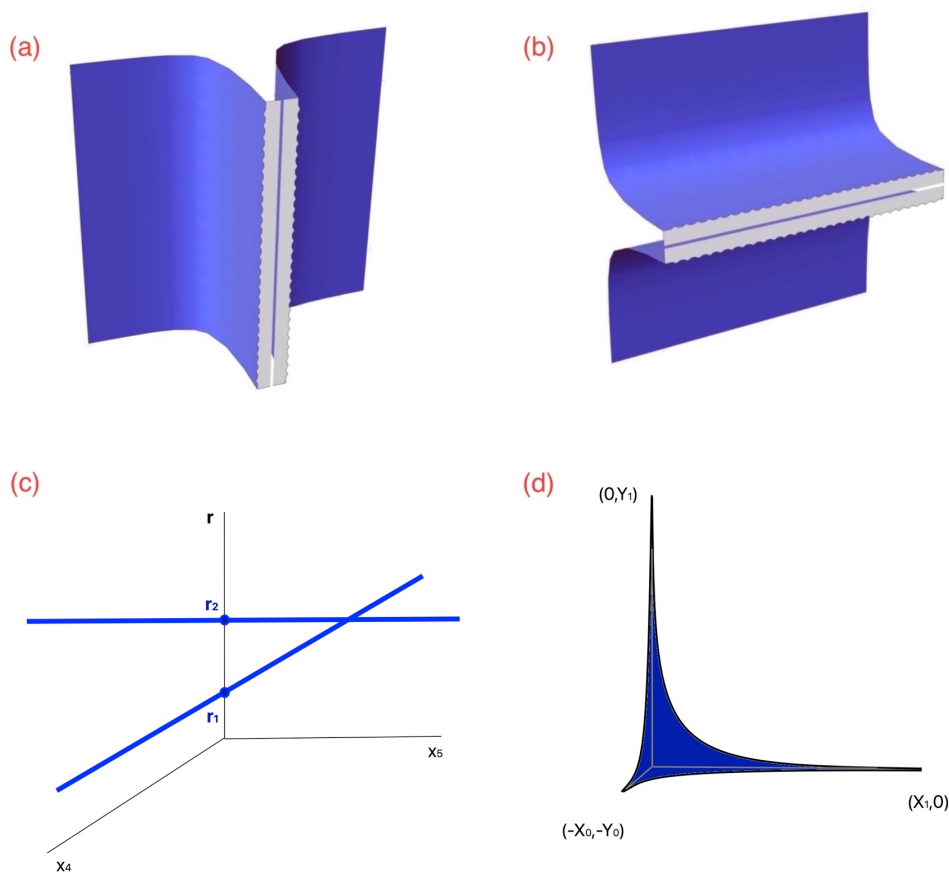 (a)
(b)
(c)
r
r₂
r₁
x₅
x₄
(d)
(0,Y₁)
(X₁,0)
(-X₀,-Y₀)